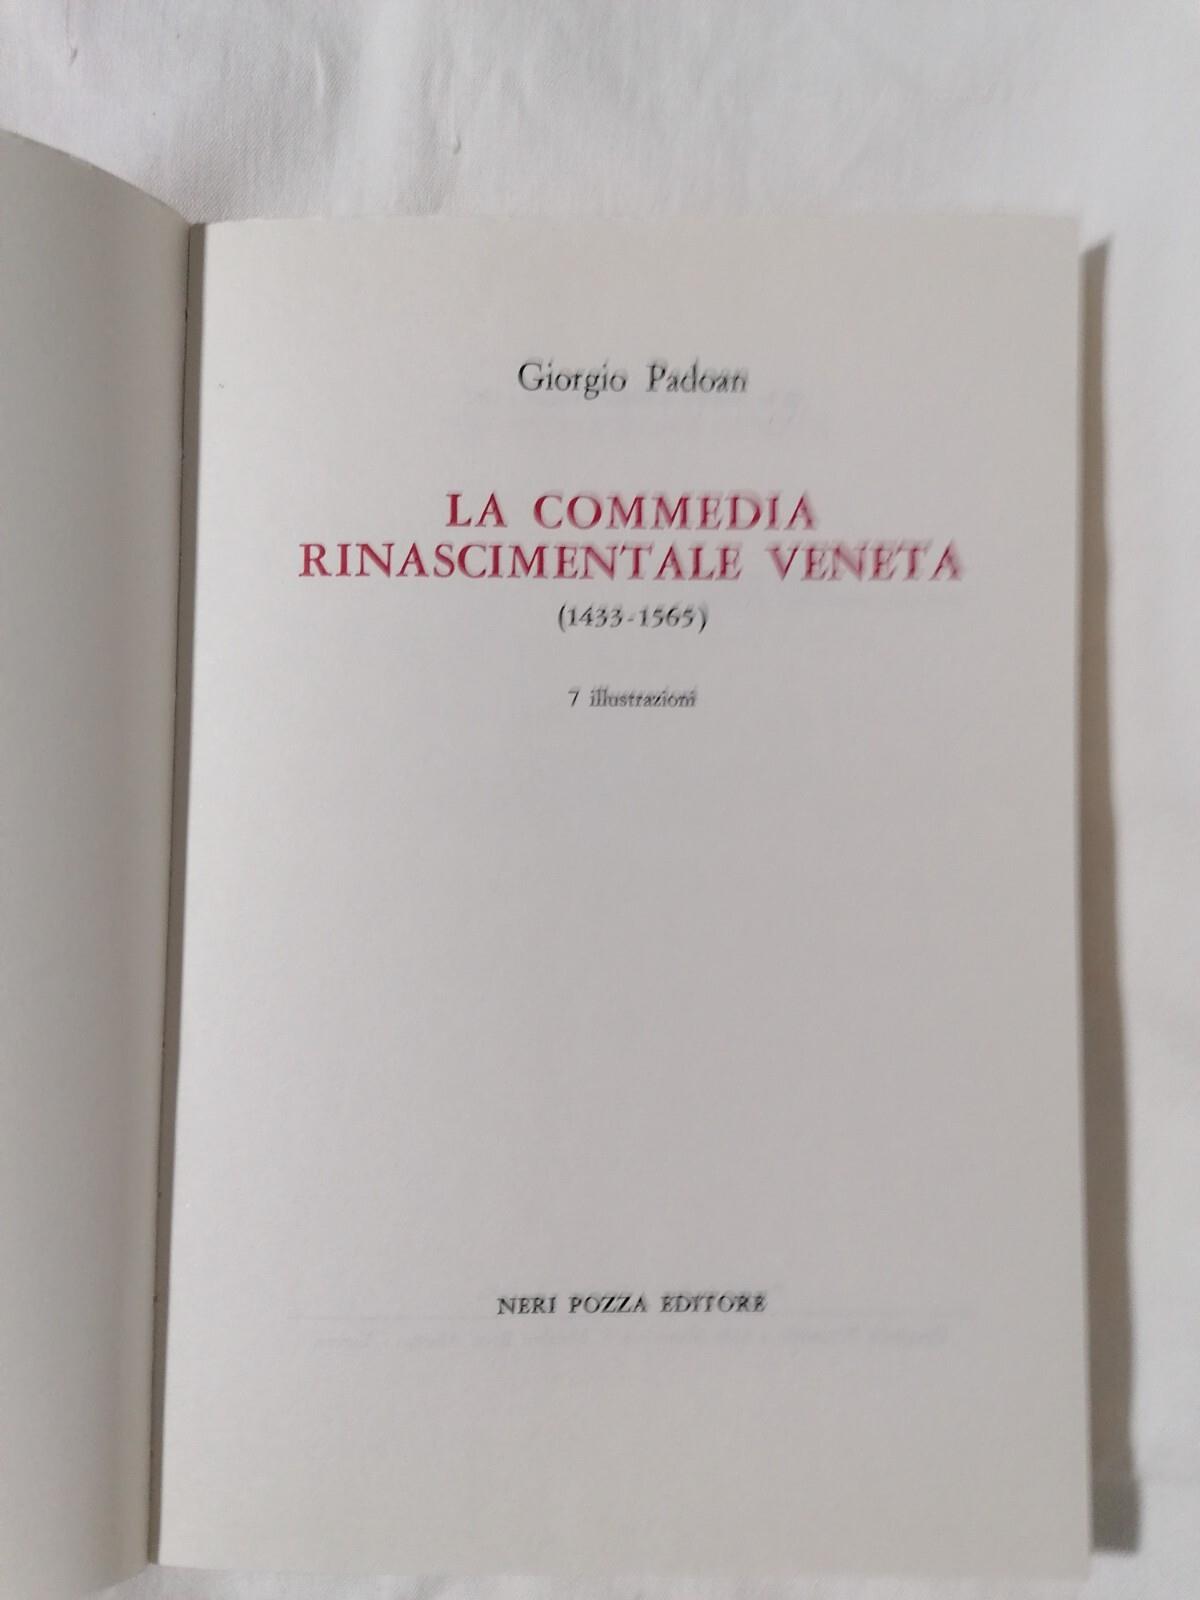 Giorgio Padoan
LA COMMEDIA
RINASCIMENTALE VENETA
(1433-1565)
7 illustrazioni
NERI POZZA EDITORE